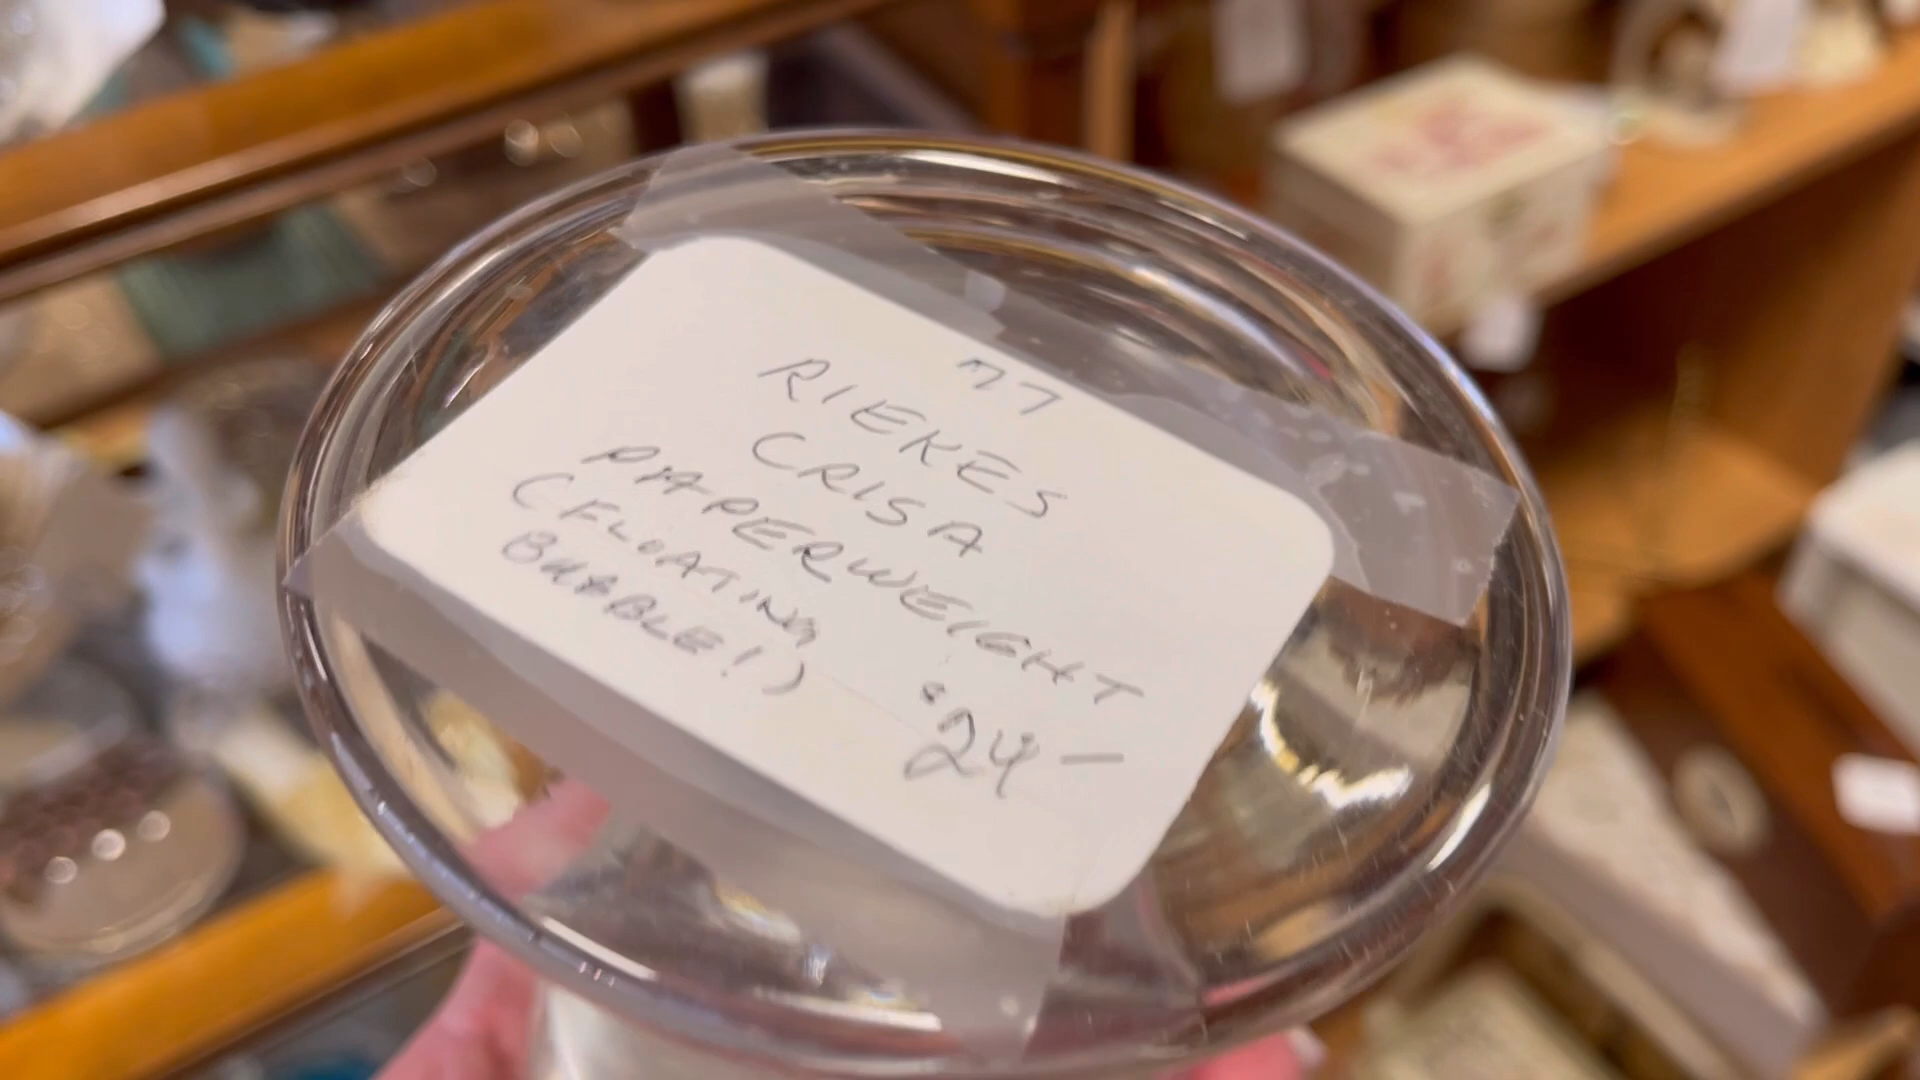 77
RIEKES
CRISA
PAPERWEIGHT
(FLOATING
BUBBLE!)
$24—